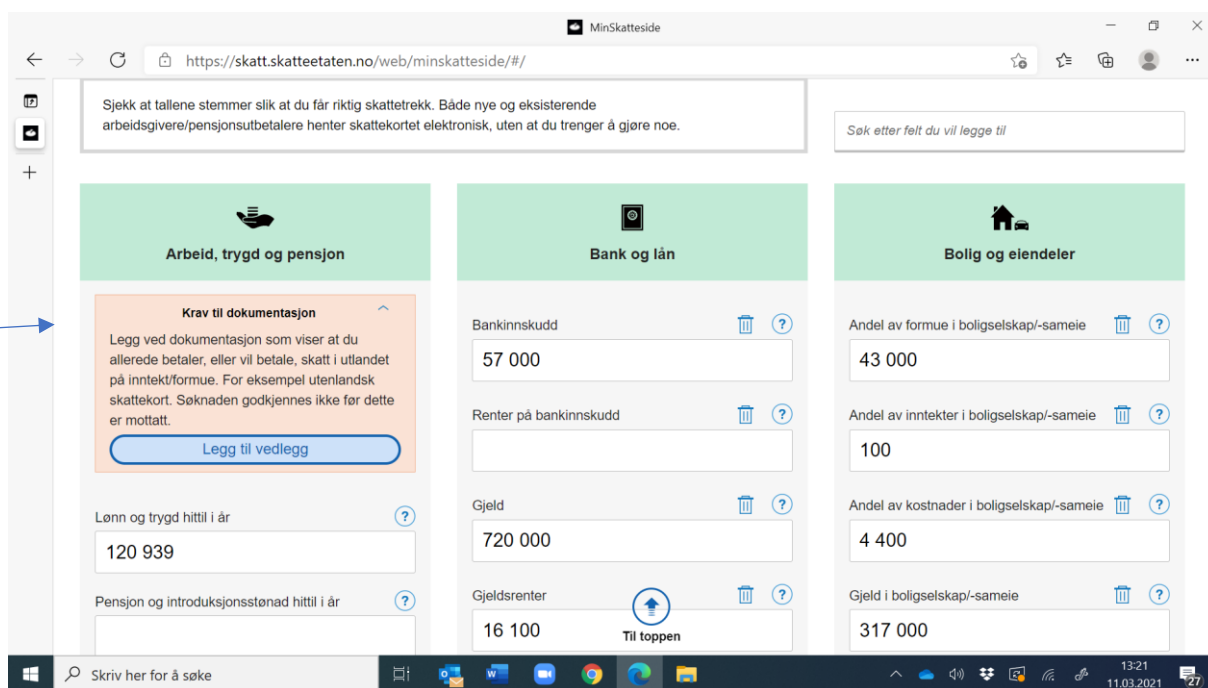 MinSkatteside
https://skatt.skatteetaten.no/web/minskatteside/#/
Sjekk at tallene stemmer slik at du får riktig skattetrekk. Både nye og eksisterende
arbeidsgivere/pensjonsutbetalere henter skattekortet elektronisk, uten at du trenger å gjøre noe.
Søk etter felt du vil legge til
Arbeid, trygd og pensjon
Krav til dokumentasjon
Legg ved dokumentasjon som viser at du
allerede betaler, eller vil betale, skatt i utlandet
på inntekt/formue. For eksempel utenlandsk
skattekort. Søknaden godkjennes ikke før dette
er mottatt.
Legg til vedlegg
Lønn og trygd hittil i år
120 939
Pensjon og introduksjonsstønad hittil i år
Bank og lån
Bankinnskudd
57 000
Renter på bankinnskudd
Gjeld
720 000
Gjeldsrenter
16 100
Til toppen
Bolig og eiendeler
Andel av formue i boligselskap/-sameie
43 000
Andel av inntekter i boligselskap/-sameie
100
Andel av kostnader i boligselskap/-sameie
4 400
Gjeld i boligselskap/-sameie
317 000
Skriv her for å søke
13:21
11.03.2021
27